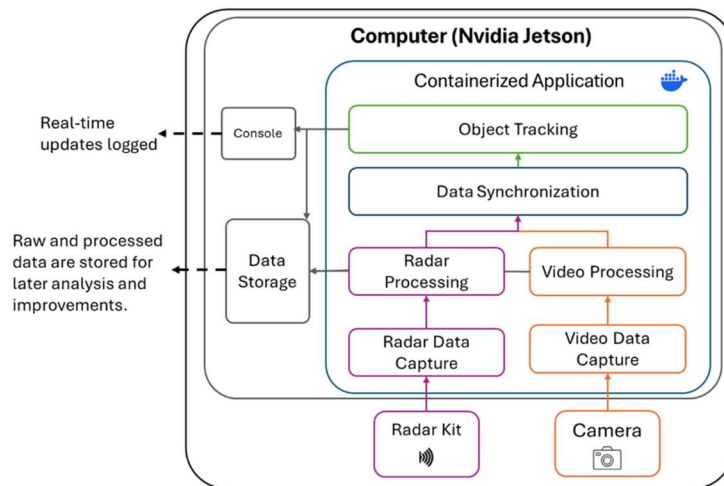 Computer (Nvidia Jetson)
Containerized Application
Real-time
updates logged
Console
Object Tracking
Data Synchronization
Raw and processed
data are stored for
later analysis and
improvements.
Data
Storage
Radar
Processing
Video Processing
Radar Data
Capture
Video Data
Capture
Radar Kit
Camera